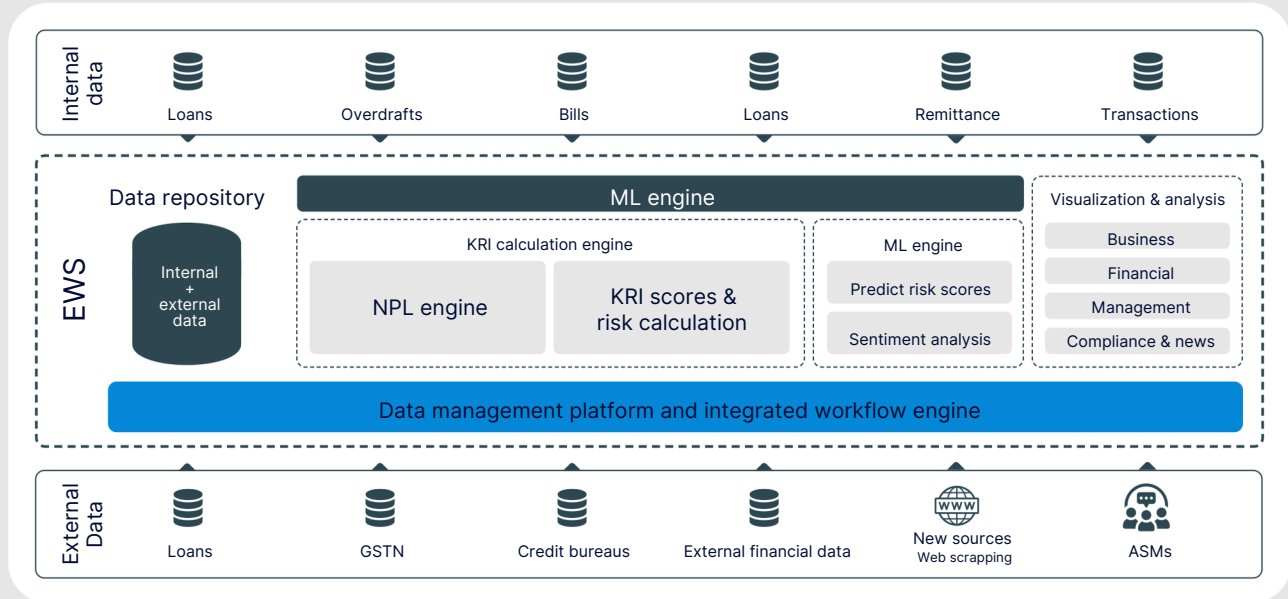 Internal
data
Loans
Overdrafts
Bills
Loans
Remittance
Transactions
EWS
Data repository
Internal
+
external
data
ML engine
KRI calculation engine
NPL engine
KRI scores &
risk calculation
ML engine
Predict risk scores
Sentiment analysis
Visualization & analysis
Business
Financial
Management
Compliance & news
Data management platform and integrated workflow engine
External
Data
Loans
GSTN
Credit bureaus
External financial data
WWW
New sources
Web scrapping
ASMs